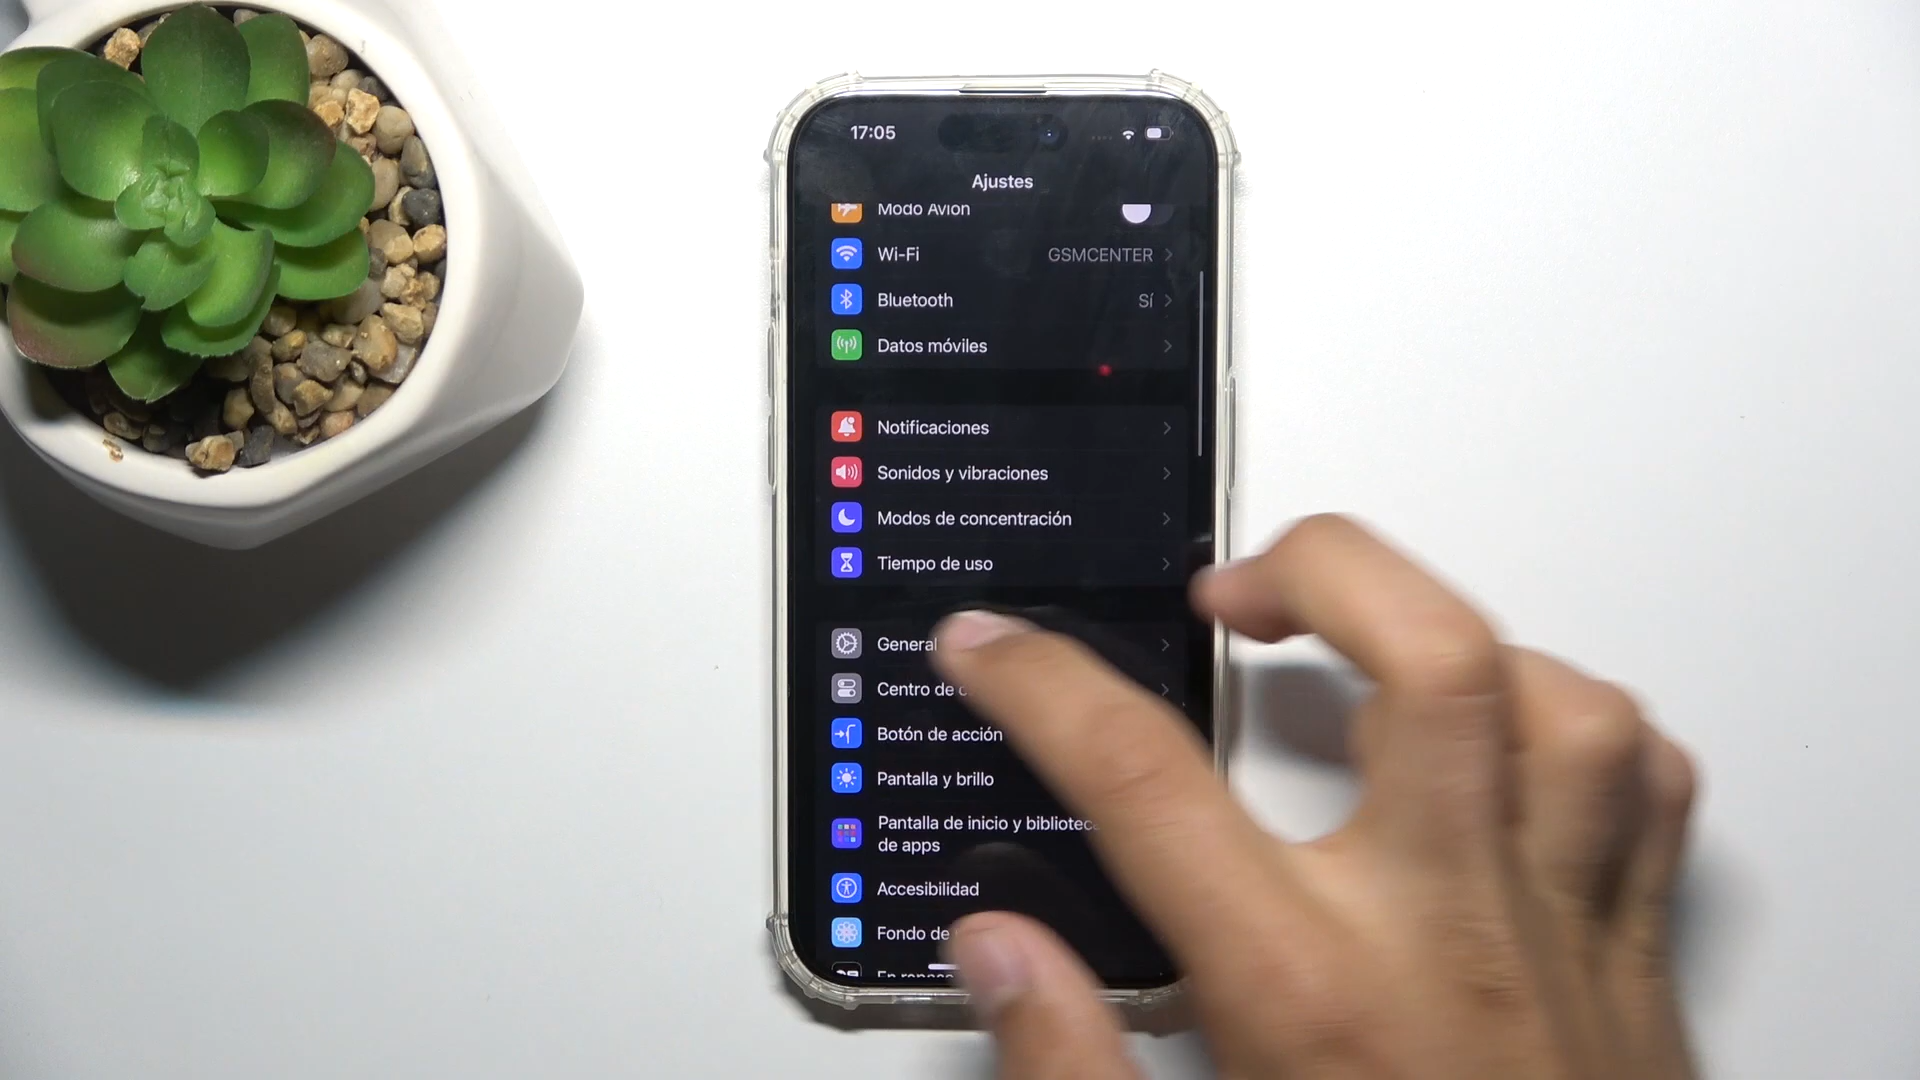 17:05
Ajustes
Modo Avión
Wi-Fi GSMCENTER
Bluetooth Sí
Datos móviles
Notificaciones
Sonidos y vibraciones
Modos de concentración
Tiempo de uso
General
Centro de
Botón de acción
Pantalla y brillo
Pantalla de inicio y biblioteca
de apps
Accesibilidad
Fondo de